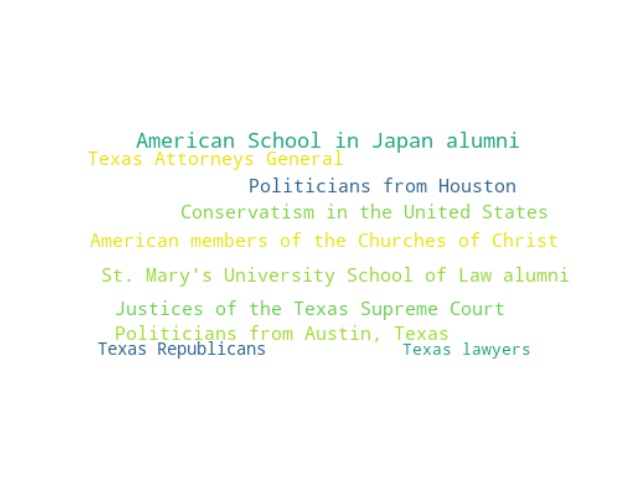 American School in Japan alumni
Texas Attorneys General
Politicians from Houston
Conservatism in the United States
American members of the Churches of Christ
St. Mary's University School of Law alumni
Justices of the Texas Supreme Court
Politicians from Austin, Texas
Texas Republicans
Texas lawyers